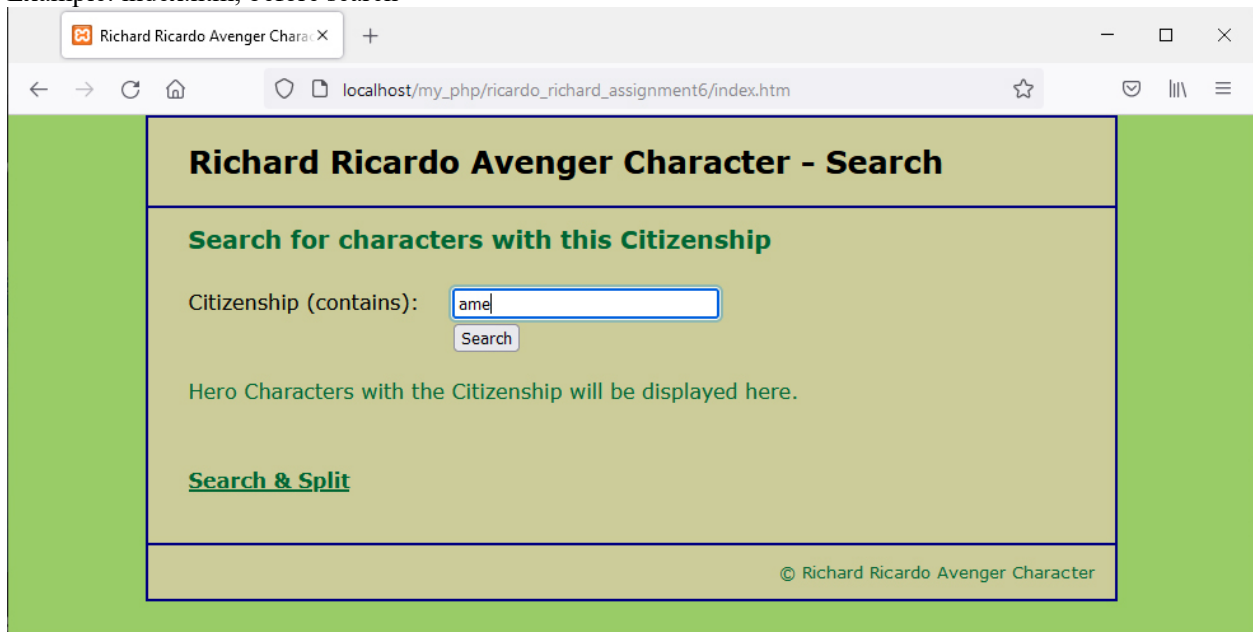 Richard Ricardo Avenger Charac
localhost/my_php/ricardo_richard_assignment6/index.htm
Richard Ricardo Avenger Character - Search
Search for characters with this Citizenship
Citizenship (contains): ame
Search
Hero Characters with the Citizenship will be displayed here.
Search & Split
© Richard Ricardo Avenger Character